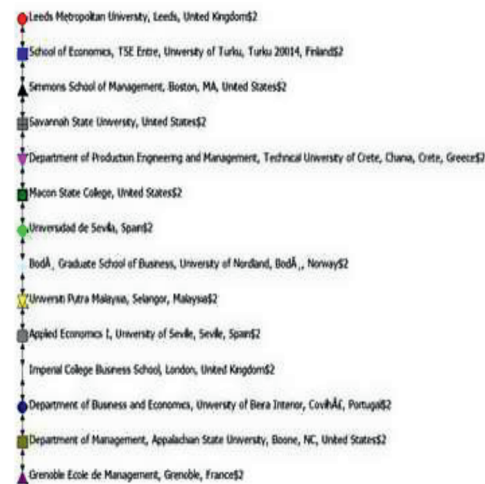 Leeds Metropolitan University, Leeds, United Kingdom$2
School of Economics, TSE Entre, University of Turku, Turku 20014, Finland$2
Simmons School of Management, Boston, MA, United States$2
Savannah State University, United States$2
Department of Production Engineering and Management, Technical University of Crete, Chania, Crete, Greece$2
Macon State College, United States$2
Universidad de Sevilla, Spain$2
BodÃ¸ Graduate School of Business, University of Nordland, BodÃ¸, Norway$2
Universiti Putra Malaysia, Selangor, Malaysia$2
Applied Economics I, University of Seville, Seville, Spain$2
Imperial College Business School, London, United Kingdom$2
Department of Business and Economics, University of Beira Interior, CovilhÃ£, Portugal$2
Department of Management, Appalachian State University, Boone, NC, United States$2
Grenoble Ecole de Management, Grenoble, France$2